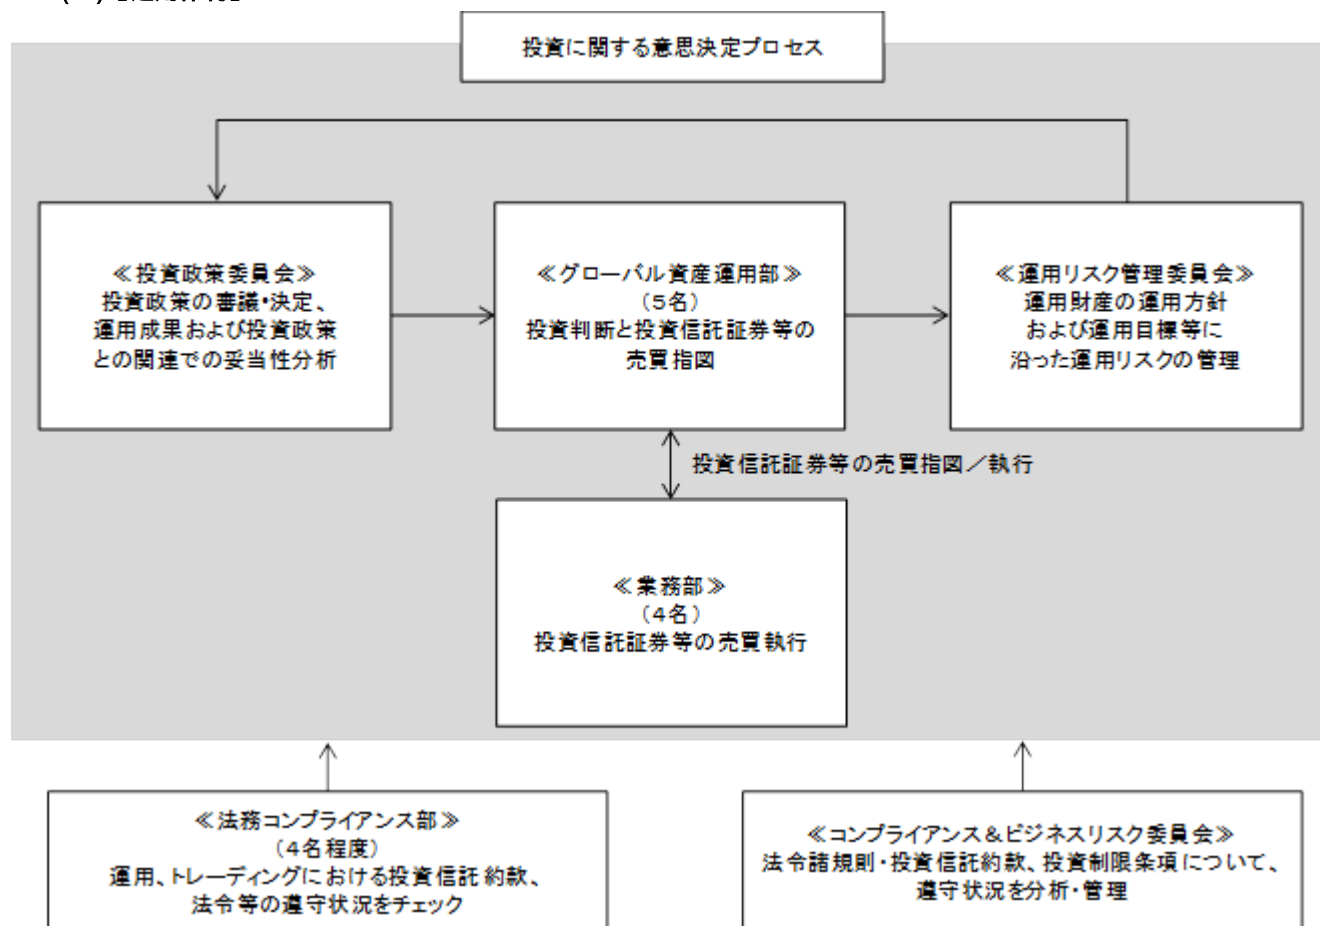 投資に関する意思決定プロセス
≪投資政策委員会≫
投資政策の審議・決定、
運用成果および投資政策
との関連での妥当性分析
≪グローバル資産運用部≫
（５名）
投資判断と投資信託証券等の
売買指図
≪運用リスク管理委員会≫
運用財産の運用方針
および運用目標等に
沿った運用リスクの管理
投資信託証券等の売買指図／執行
≪業務部≫
（４名）
投資信託証券等の売買執行
≪法務コンプライアンス部≫
（４名程度）
運用、トレーディングにおける投資信託約款、
法令等の遵守状況をチェック
≪コンプライアンス＆ビジネスリスク委員会≫
法令諸規則・投資信託約款、投資制限条項について、
遵守状況を分析・管理